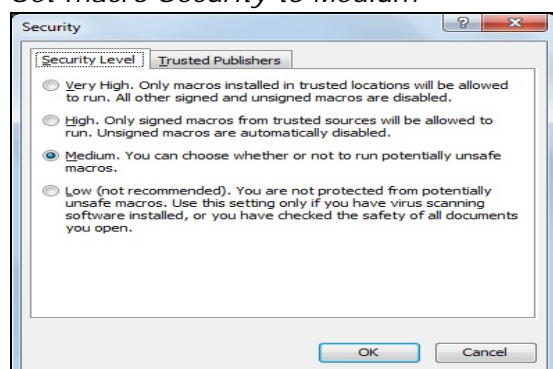 Set macro Security to Medium
Security
Security Level Trusted Publishers
Very High. Only macros installed in trusted locations will be allowed
to run. All other signed and unsigned macros are disabled.
High. Only signed macros from trusted sources will be allowed to
run. Unsigned macros are automatically disabled.
Medium. You can choose whether or not to run potentially unsafe
macros.
Low (not recommended). You are not protected from potentially
unsafe macros. Use this setting only if you have virus scanning
software installed, or you have checked the safety of all documents
you open.
OK Cancel